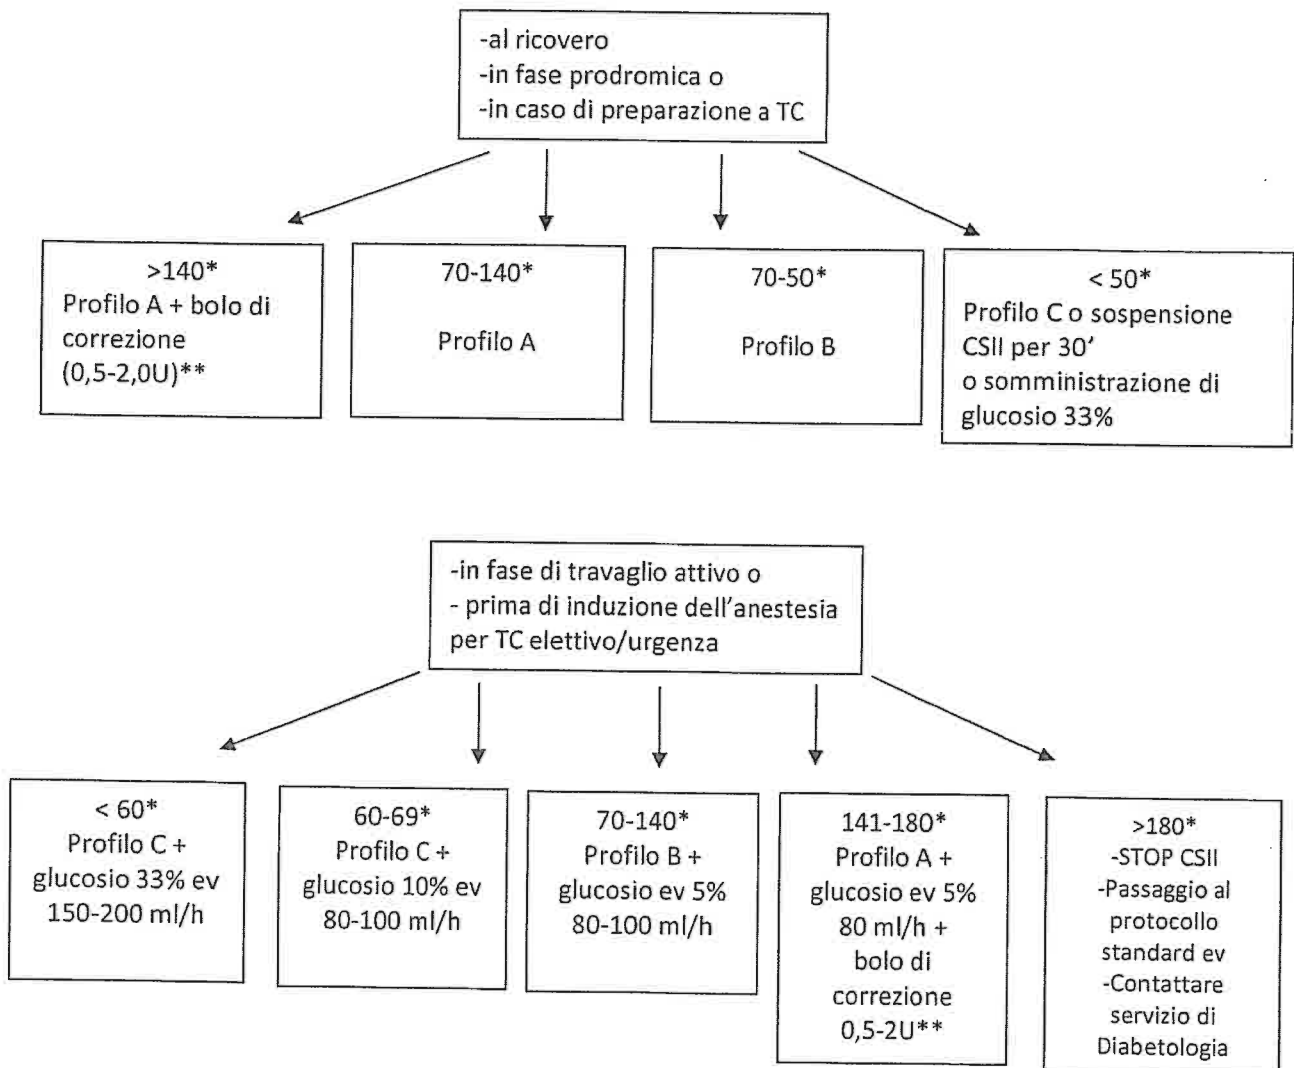 -al ricovero
-in fase prodromica o
-in caso di preparazione a TC
>140*
Profilo A + bolo di
correzione
(0,5-2,0U)**
70-140*
Profilo A
70-50*
Profilo B
< 50*
Profilo C o sospensione
CSII per 30'
o somministrazione di
glucosio 33%
-in fase di travaglio attivo o
- prima di induzione dell'anestesia
per TC elettivo/urgenza
< 60*
Profilo C +
glucosio 33% ev
150-200 ml/h
60-69*
Profilo C +
glucosio 10% ev
80-100 ml/h
70-140*
Profilo B +
glucosio ev 5%
80-100 ml/h
141-180*
Profilo A +
glucosio ev 5%
80 ml/h +
bolo di
correzione
0,5-2U**
>180*
-STOP CSII
-Passaggio al
protocollo
standard ev
-Contattare
servizio di
Diabetologia